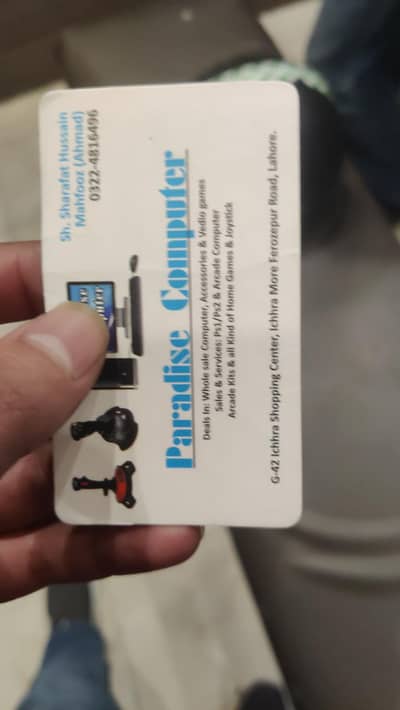 Sh. Sharafat Hussain
Mahfooz (Ahmad)
0322-4816496
Paradise Computer
Deals In: Whole sale Computer, Accessories & Vedio games
Sales & Services: Ps1/Ps2 & Arcade Computer
Arcade Kits & all Kind of Home Games & Joystick
G-42 Ichhra Shopping Center, Ichhra More Ferozepur Road, Lahore.